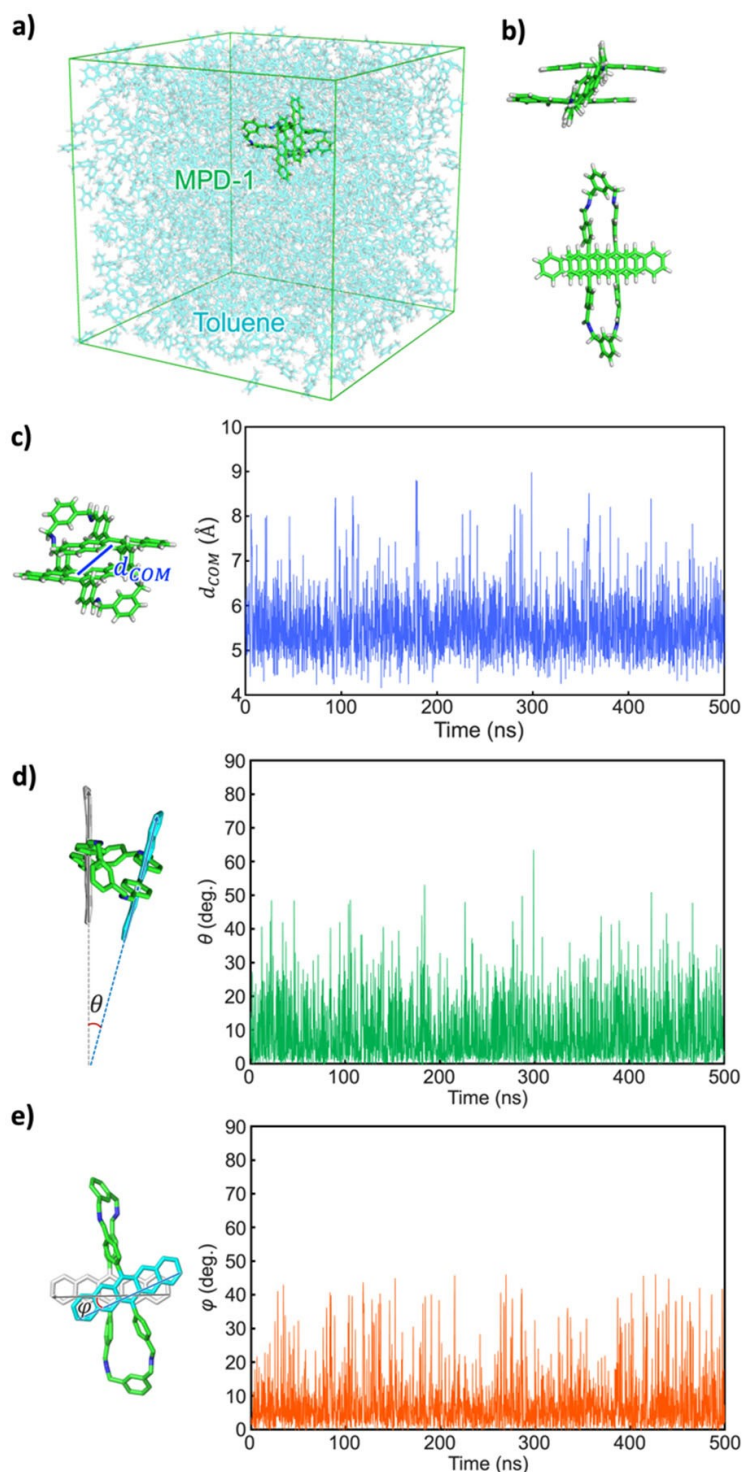 a)
b)
MPD-1
Toluene
c)
d_COM
d_COM (Å)
10
9
8
7
6
5
4
0
100
200
300
400
500
Time (ns)
d)
θ
θ (deg.)
90
80
70
60
50
40
30
20
10
0
0
100
200
300
400
500
Time (ns)
e)
φ
φ (deg.)
90
80
70
60
50
40
30
20
10
0
0
100
200
300
400
500
Time (ns)